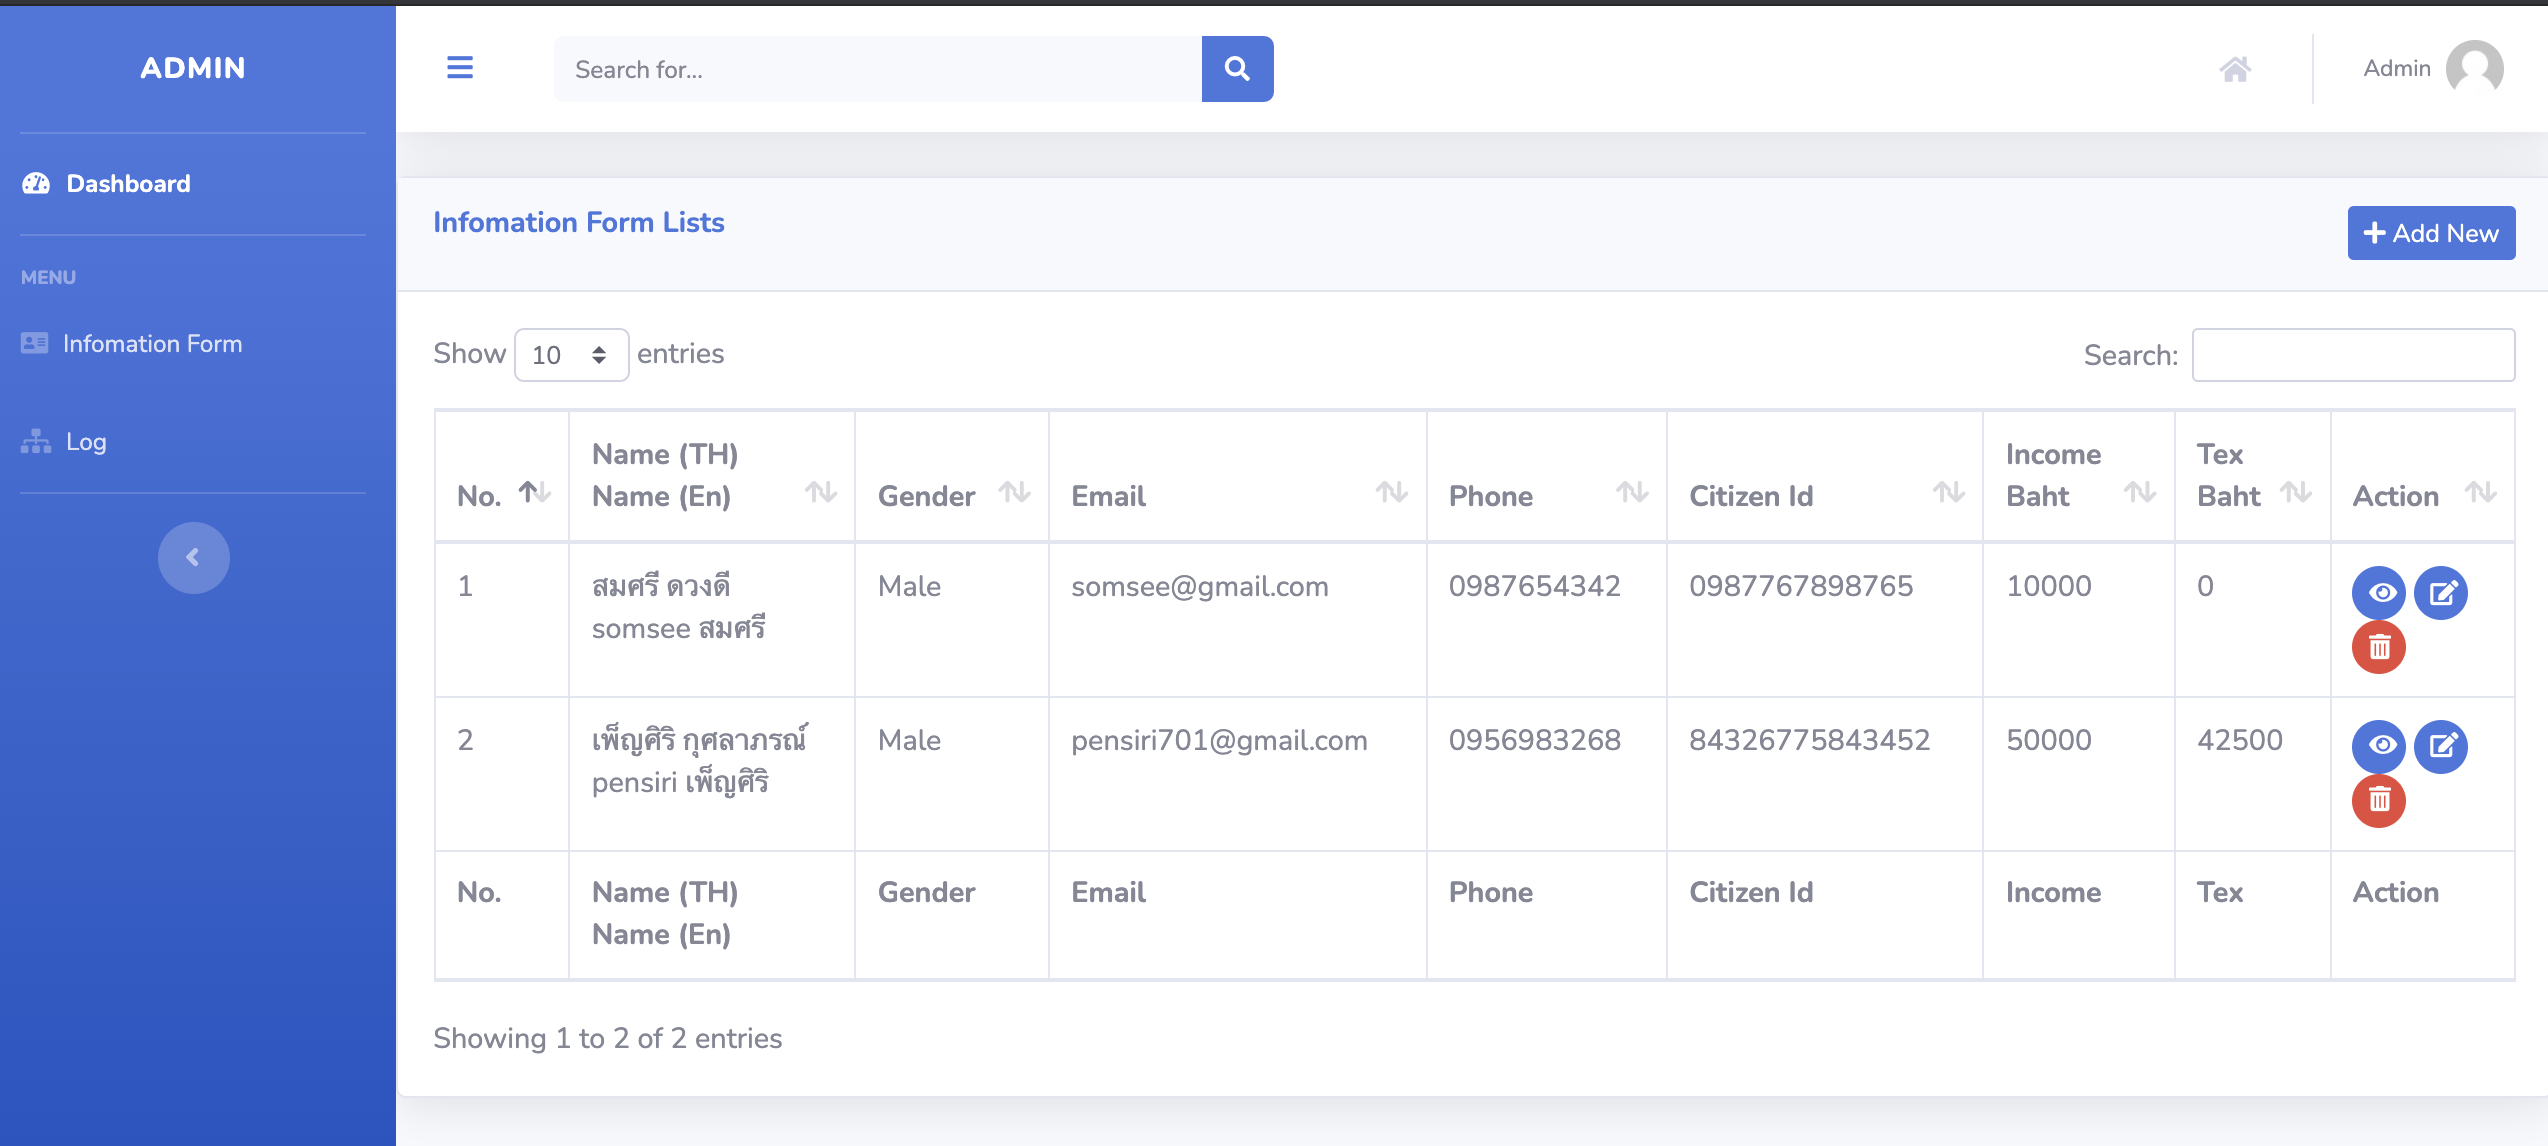 ADMIN
Dashboard
MENU
Infomation Form
Log
Search for...
Admin
Infomation Form Lists
Add New
Show 10 entries
Search:
No. Name (TH) Name (En) Gender Email Phone Citizen Id Income Baht Tex Baht Action
1 สมศรี ดวงดี Male somsee@gmail.com 0987654342 0987767898765 10000 0
somsee สมศรี
2 เพ็ญศิริ กุศลาภรณ์ Male pensiri701@gmail.com 0956983268 84326775843452 50000 42500
pensiri เพ็ญศิริ
No. Name (TH) Gender Email Phone Citizen Id Income Tex Action
Name (En)
Showing 1 to 2 of 2 entries